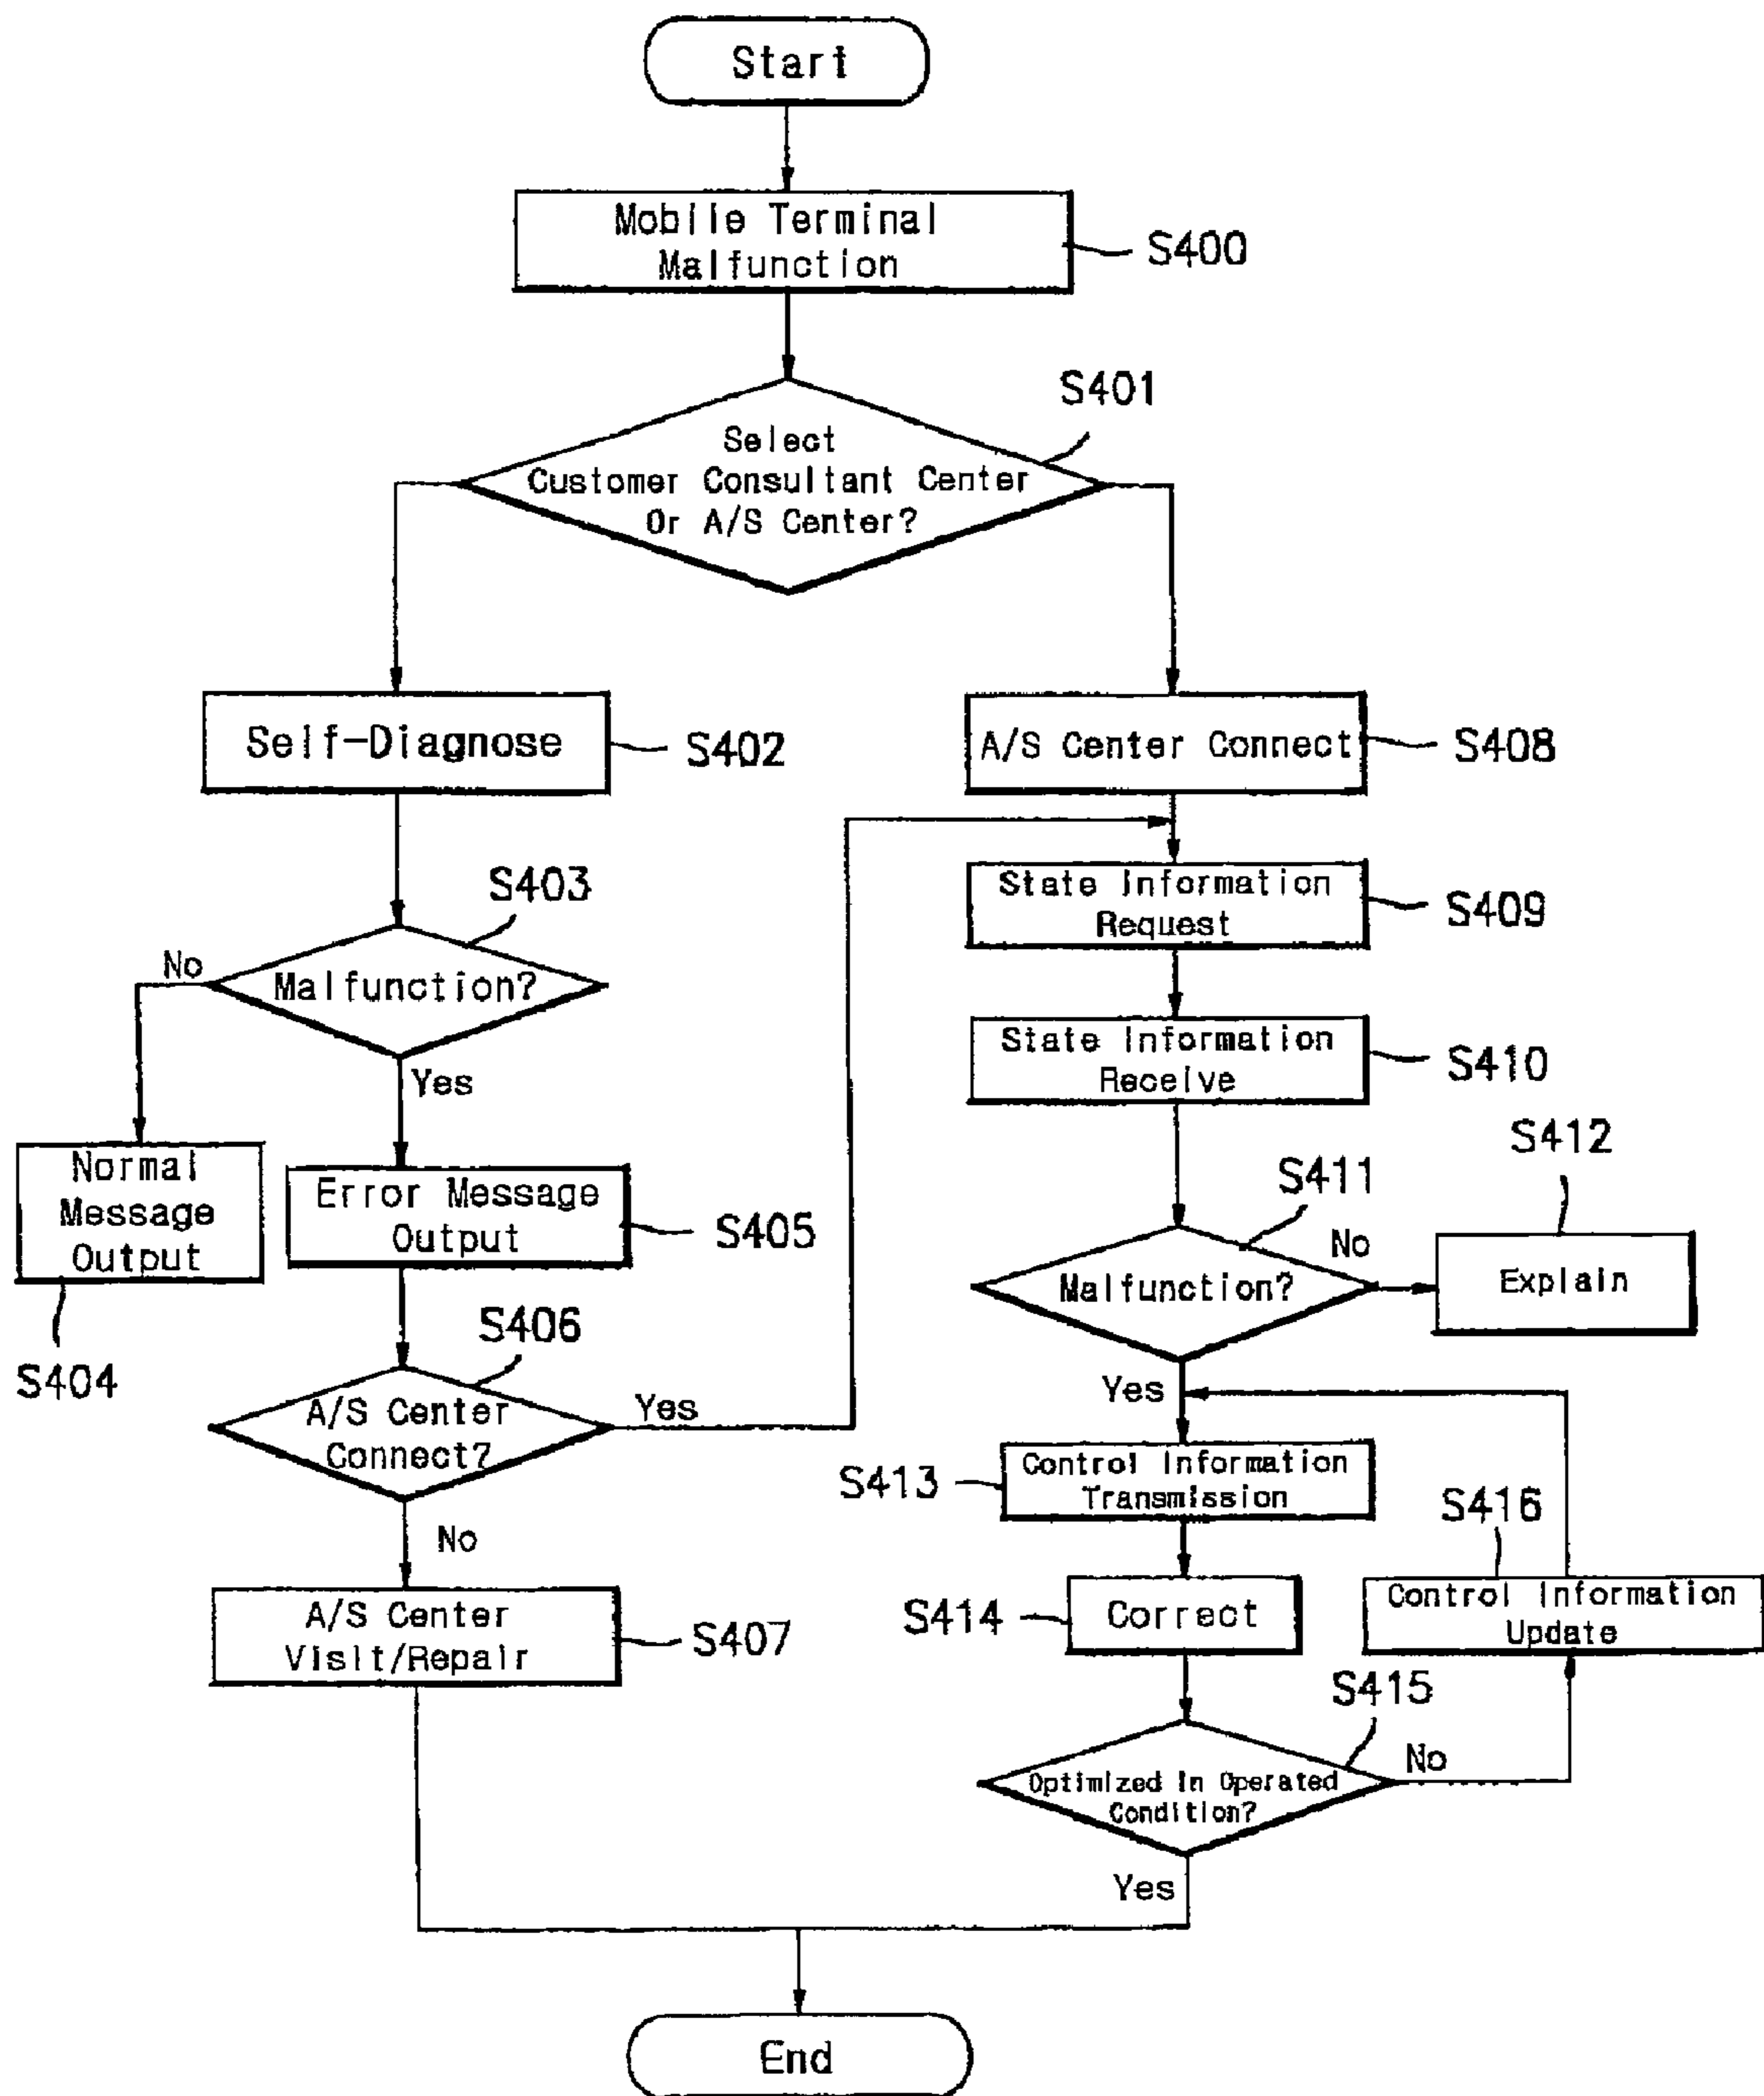 Start
Mobile Terminal
Malfunction
S400
S401
Select
Customer Consultant Center
Or A/S Center?
Self-Diagnose
S402
A/S Center Connect
S408
S403
State Information
Request
S409
No
Malfunction?
Yes
State Information
Receive
S410
Normal
Message
Output
S404
Error Message
Output
S405
S411
S412
No
Malfunction?
Explain
Yes
S406
A/S Center
Connect?
Yes
No
S413
Control Information
Transmission
S416
Control Information
Update
A/S Center
Visit/Repair
S407
S414
Correct
S415
No
Optimized In Operated
Condition?
Yes
End